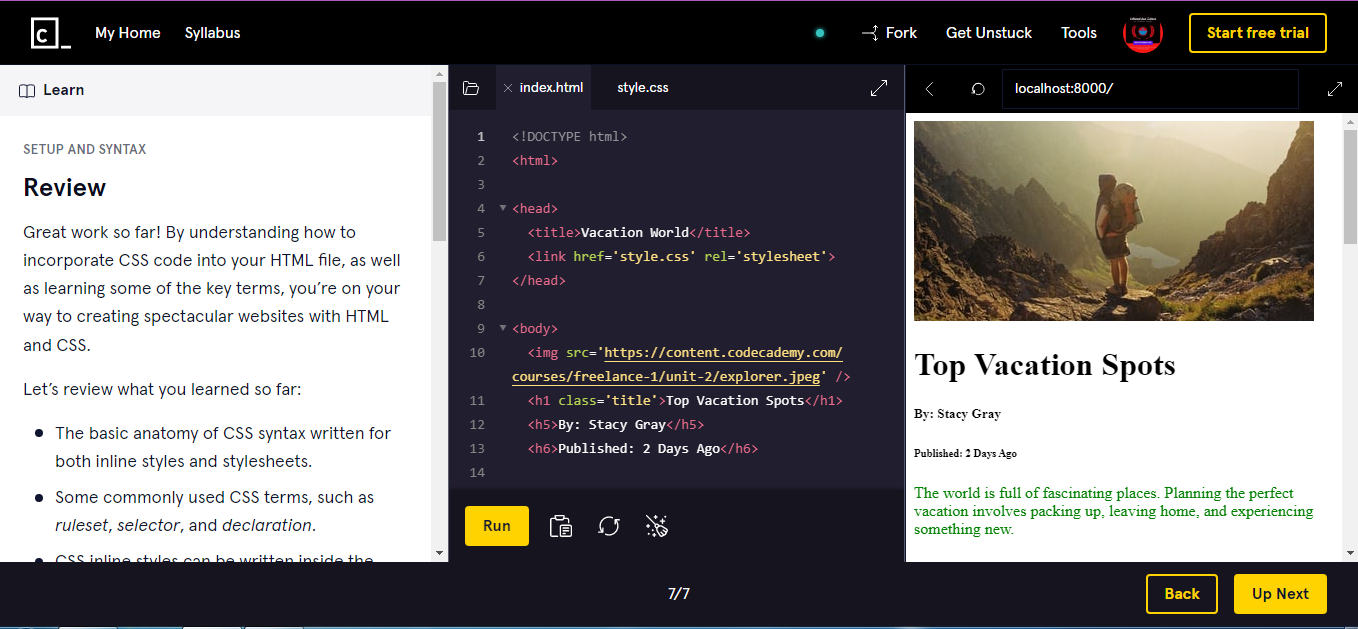 C_
My Home
Syllabus
Fork
Get Unstuck
Tools
Start free trial
Learn
SETUP AND SYNTAX
Review
Great work so far! By understanding how to
incorporate CSS code into your HTML file, as well
as learning some of the key terms, you’re on your
way to creating spectacular websites with HTML
and CSS.
Let’s review what you learned so far:
The basic anatomy of CSS syntax written for
both inline styles and stylesheets.
Some commonly used CSS terms, such as
ruleset, selector, and declaration.
CSS inline styles can be written inside the
index.html
style.css
1 <!DOCTYPE html>
2 <html>
3
4 <head>
5 <title>Vacation World</title>
6 <link href='style.css' rel='stylesheet'>
7 </head>
8
9 <body>
10 <img src='https://content.codecademy.com/
courses/freelance-1/unit-2/explorer.jpeg' />
11 <h1 class='title'>Top Vacation Spots</h1>
12 <h5>By: Stacy Gray</h5>
13 <h6>Published: 2 Days Ago</h6>
14
Run
localhost:8000/
Top Vacation Spots
By: Stacy Gray
Published: 2 Days Ago
The world is full of fascinating places. Planning the perfect
vacation involves packing up, leaving home, and experiencing
something new.
7/7
Back
Up Next